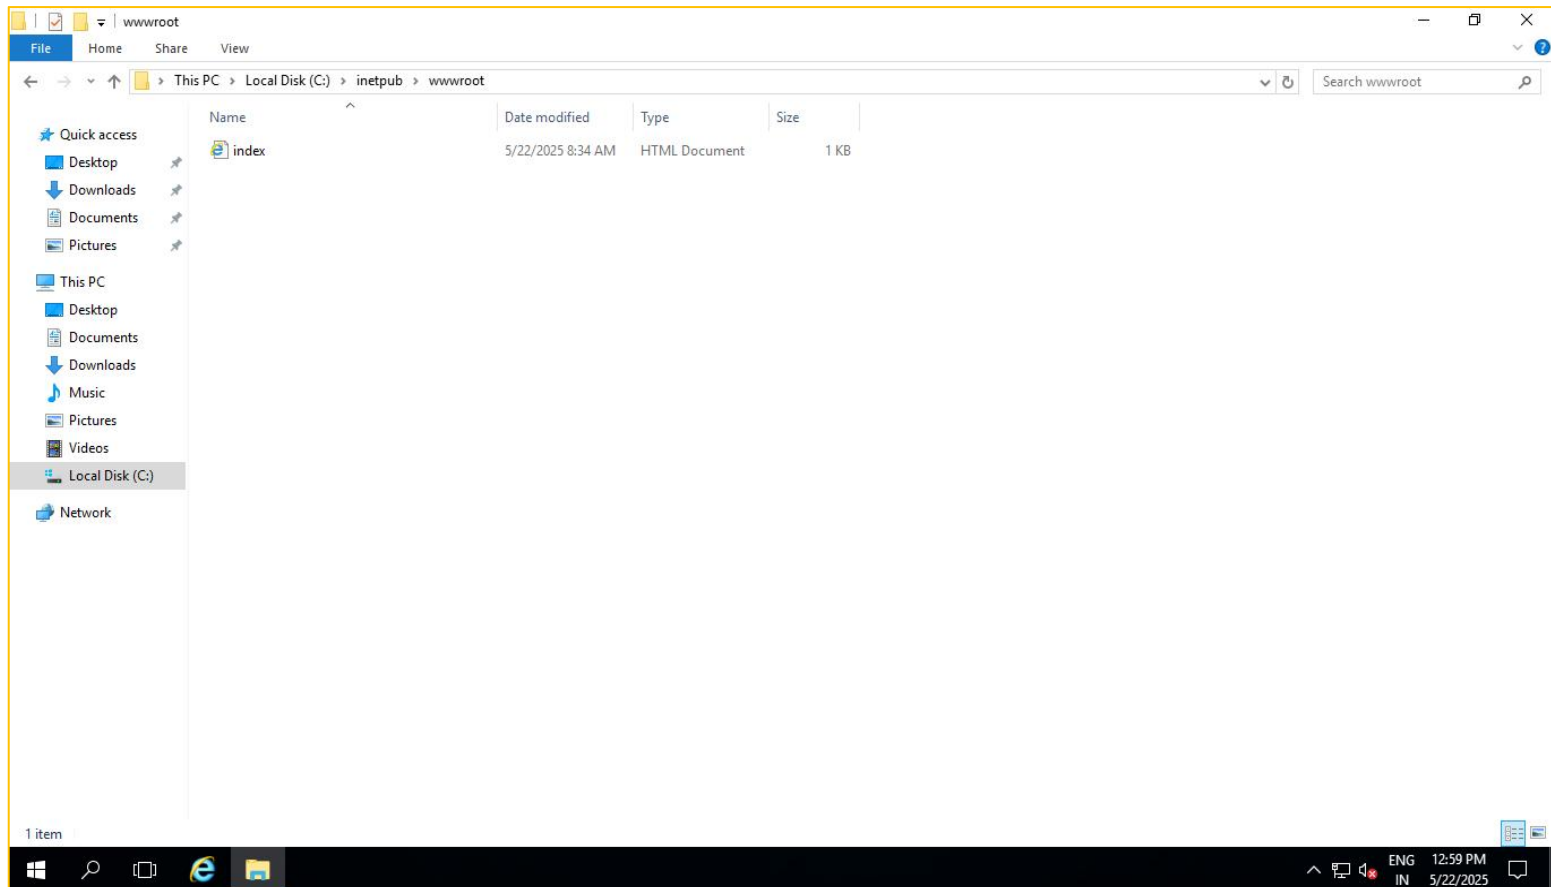 wwwroot
File Home Share View
This PC > Local Disk (C:) > inetpub > wwwroot
Search wwwroot
Name Date modified Type Size
index 5/22/2025 8:34 AM HTML Document 1 KB
Quick access
Desktop
Downloads
Documents
Pictures
This PC
Desktop
Documents
Downloads
Music
Pictures
Videos
Local Disk (C:)
Network
1 item
ENG 12:59 PM
IN 5/22/2025